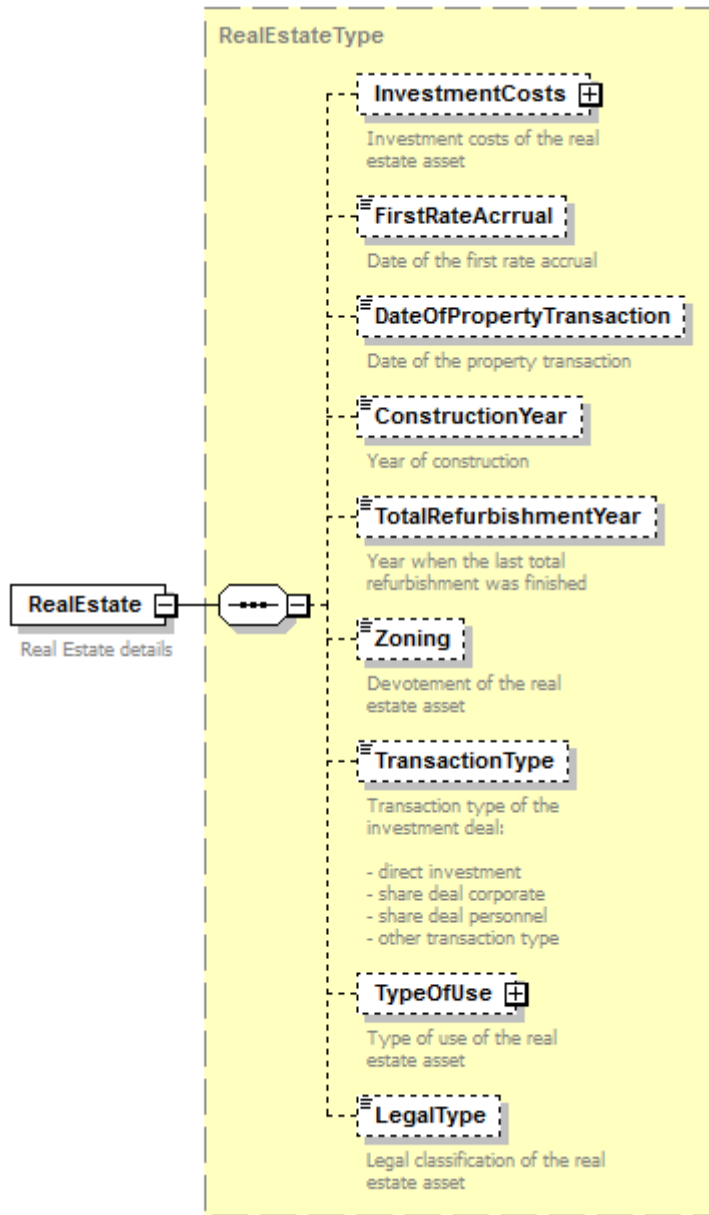 RealEstateType
InvestmentCosts
Investment costs of the real
estate asset
FirstRateAcrrual
Date of the first rate accrual
DateOfPropertyTransaction
Date of the property transaction
ConstructionYear
Year of construction
TotalRefurbishmentYear
Year when the last total
refurbishment was finished
RealEstate
Real Estate details
Zoning
Devotement of the real
estate asset
TransactionType
Transaction type of the
investment deal:
- direct investment
- share deal corporate
- share deal personnel
- other transaction type
TypeOfUse
Type of use of the real
estate asset
LegalType
Legal classification of the real
estate asset